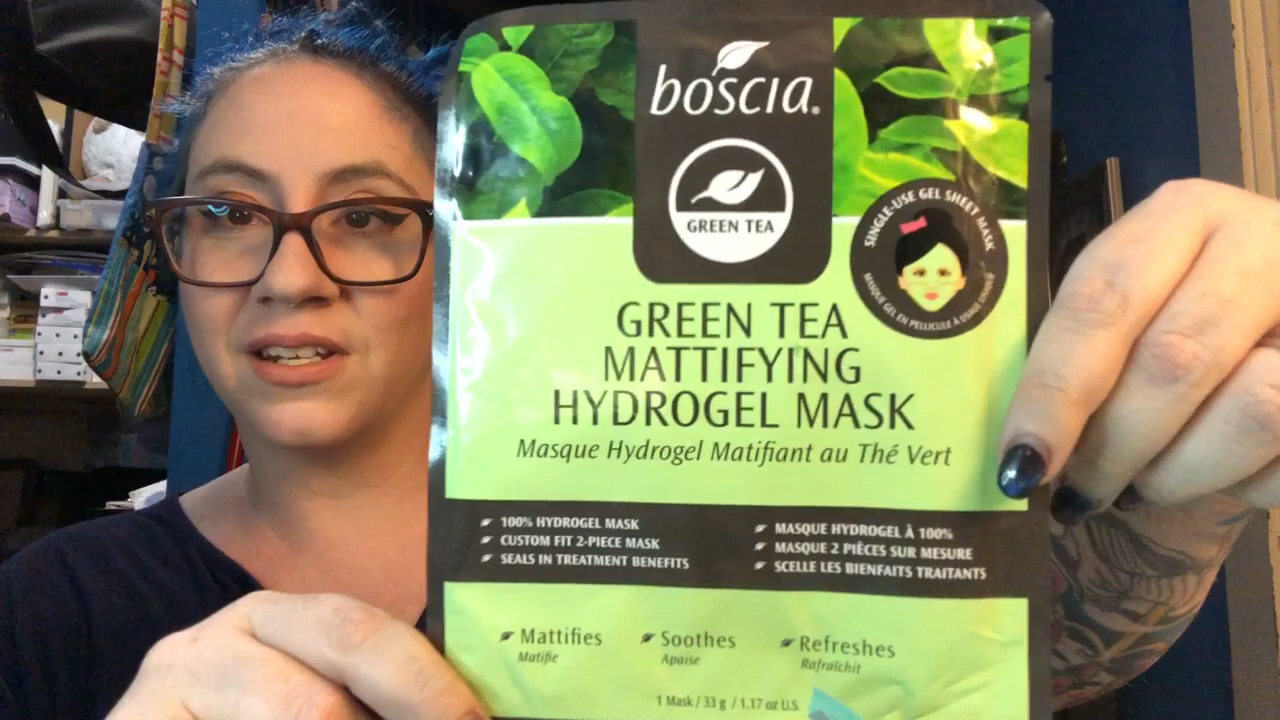 boscia®
GREEN TEA
SINGLE-USE GEL SHEET MASK
MASQUE GEL EN PELLICULE À USAGE UNIQUE
GREEN TEA
MATTIFYING
HYDROGEL MASK
Masque Hydrogel Matifiant au Thé Vert
100% HYDROGEL MASK
CUSTOM FIT 2-PIECE MASK
SEALS IN TREATMENT BENEFITS
MASQUE HYDROGEL À 100%
MASQUE 2 PIÈCES SUR MESURE
SCELLE LES BIENFAITS TRAITANTS
Mattifies
Matifie
Soothes
Apaise
Refreshes
Rafraîchit
1 Mask / 33 g / 1.17 oz U.S.